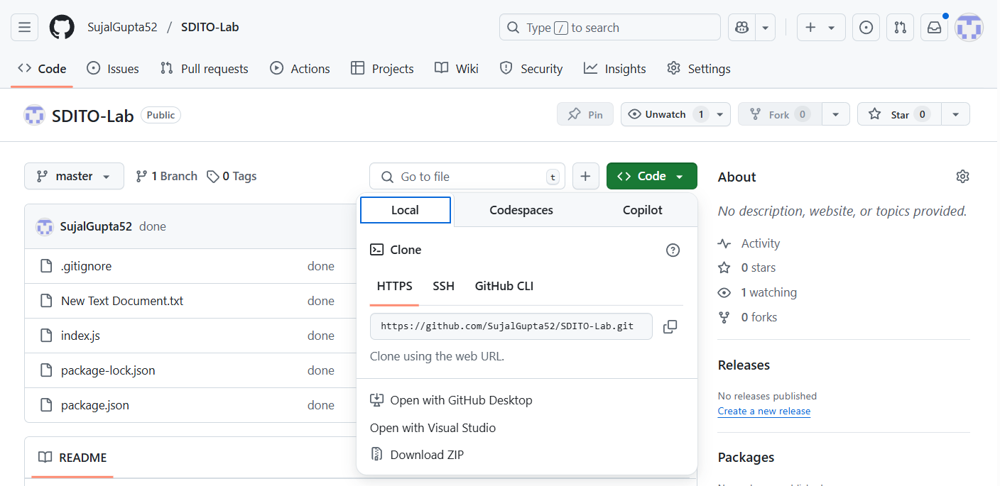 SujalGupta52 / SDITO-Lab
Type / to search
Code Issues Pull requests Actions Projects Wiki Security Insights Settings
SDITO-Lab Public
Pin Unwatch 1 Fork 0 Star 0
master 1 Branch 0 Tags
Go to file t
Code
Local Codespaces Copilot
Clone
HTTPS SSH GitHub CLI
https://github.com/SujalGupta52/SDITO-Lab.git
Clone using the web URL.
Open with GitHub Desktop
Open with Visual Studio
Download ZIP
SujalGupta52 done
.gitignore done
New Text Document.txt done
index.js done
package-lock.json done
package.json done
README
About
No description, website, or topics provided.
Activity
0 stars
1 watching
0 forks
Releases
No releases published
Create a new release
Packages